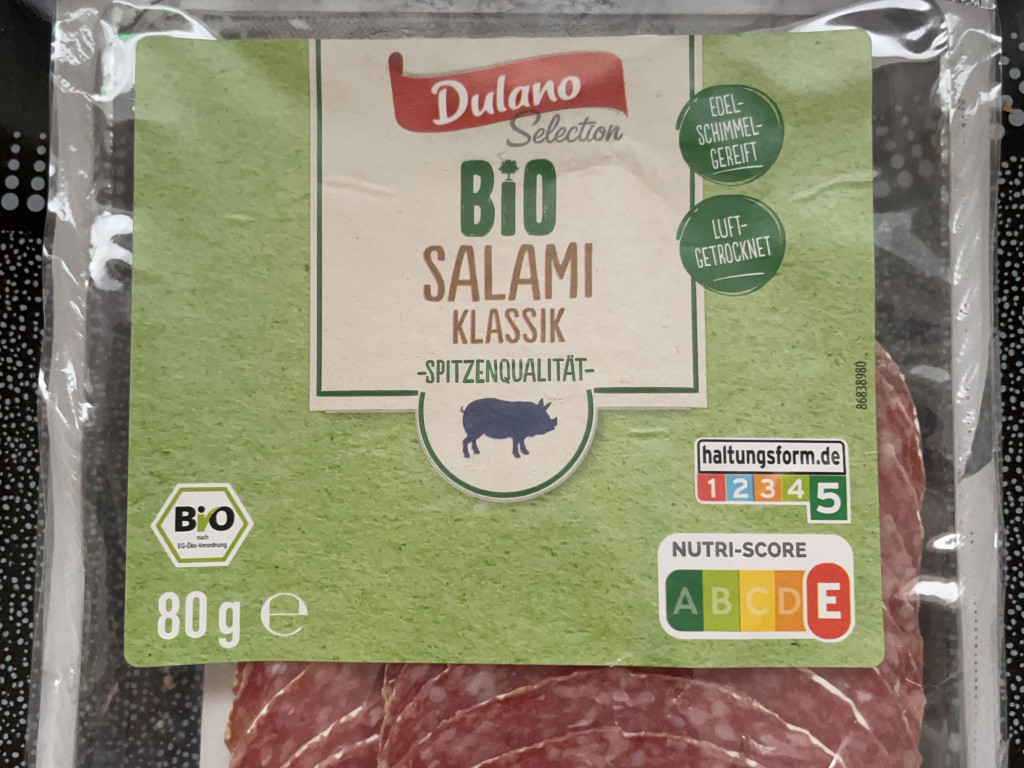 Dulano
Selection
BiO
SALAMI
KLASSIK
-SPITZENQUALITÄT-
EDEL-
SCHIMMEL-
GEREIFT
LUFT-
GETROCKNET
86838980
haltungsform.de
1 2 3 4 5
NUTRI-SCORE
A B C D E
BiO
nach
EG-Öko-Verordnung
80 g ℮